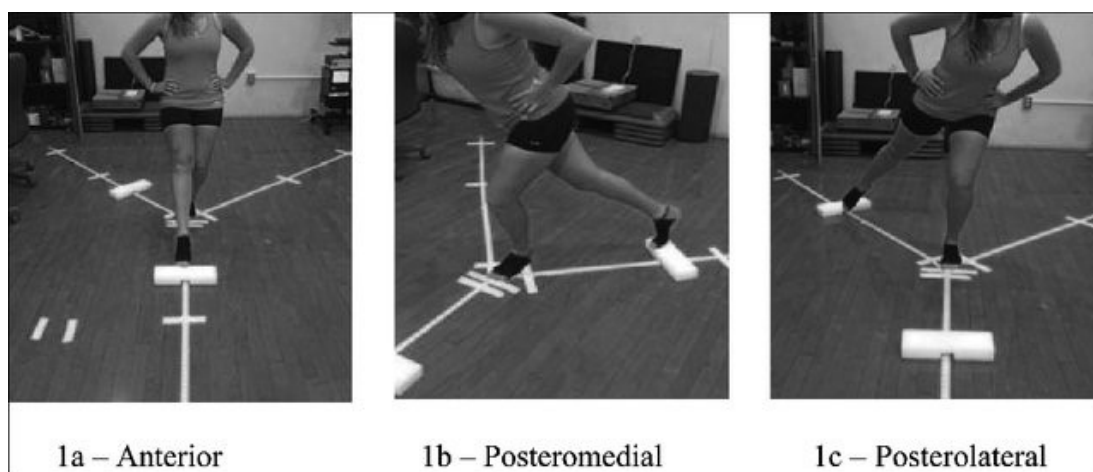 1a – Anterior
1b – Posteromedial
1c – Posterolateral